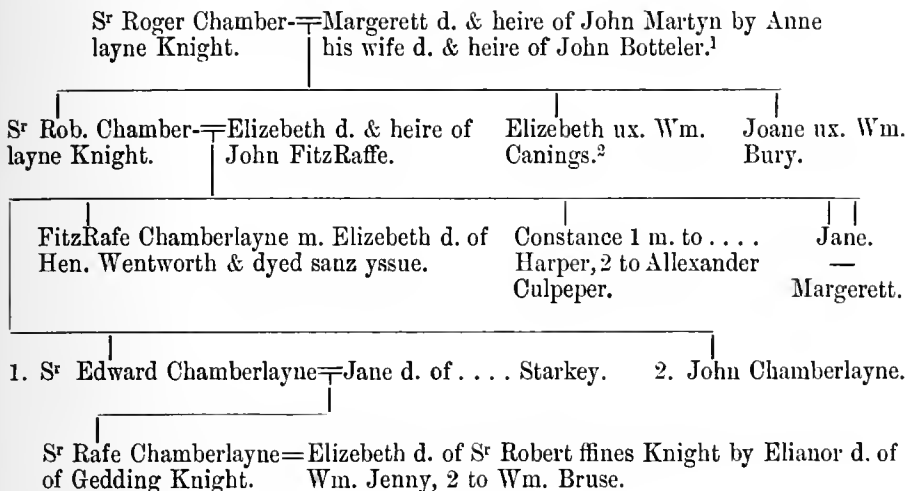 Sʳ Roger Chamber-=Margerett d. & heire of John Martyn by Anne
layne Knight. his wife d. & heire of John Botteler.¹
Sʳ Rob. Chamber-=Elizebeth d. & heire of Elizebeth ux. Wm. Joane ux. Wm.
layne Knight. John FitzRaffe. Canings.² Bury.
FitzRafe Chamberlayne m. Elizebeth d. of Constance 1 m. to . . . . Jane.
Hen. Wentworth & dyed sanz yssue. Harper, 2 to Allexander —
Culpeper. Margerett.
1. Sʳ Edward Chamberlayne=Jane d. of . . . . Starkey. 2. John Chamberlayne.
Sʳ Rafe Chamberlayne=Elizebeth d. of Sʳ Robert ffines Knight by Elianor d. of
of Gedding Knight. Wm. Jenny, 2 to Wm. Bruse.